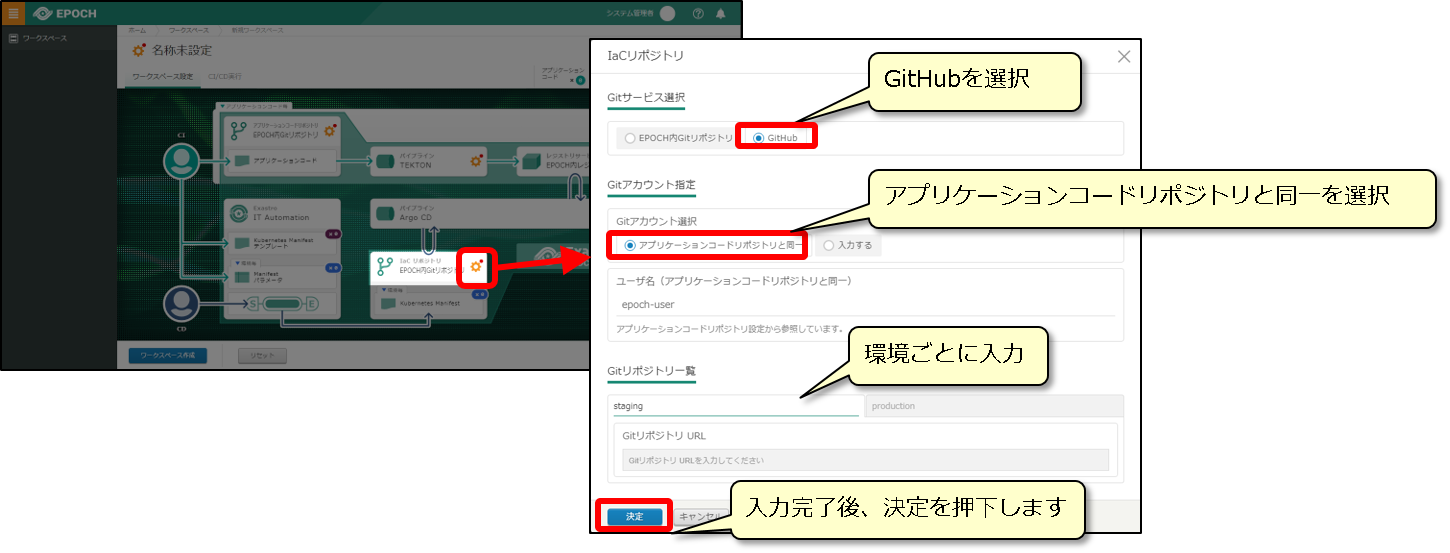 EPOCH
システム管理者
ワークスペース
ホーム
ワークスペース
新規ワークスペース
名称未設定
ワークスペース設定
CI/CD実行
アプリケーション
コード
アプリケーションコード毎
アプリケーションコードリポジトリ
EPOCH内Gitリポジトリ
アプリケーションコード
CI
パイプライン
TEKTON
レジストリサー
EPOCH内レジ
Exastro
IT Automation
Kubernetes Manifest
テンプレート
環境毎
Manifest
パラメータ
CD
S
E
パイプライン
Argo CD
IaC リポジトリ
EPOCH内Gitリポジトリ
環境毎
Kubernetes Manifest
ワークスペース作成
リセット
IaCリポジトリ
Gitサービス選択
EPOCH内Gitリポジトリ
GitHub
GitHubを選択
Gitアカウント指定
Gitアカウント選択
アプリケーションコードリポジトリと同一
入力する
アプリケーションコードリポジトリと同一を選択
ユーザ名（アプリケーションコードリポジトリと同一）
epoch-user
アプリケーションコードリポジトリ設定から参照しています。
環境ごとに入力
Gitリポジトリ一覧
staging
production
Gitリポジトリ URL
Gitリポジトリ URLを入力してください
決定
キャンセル
入力完了後、決定を押下します